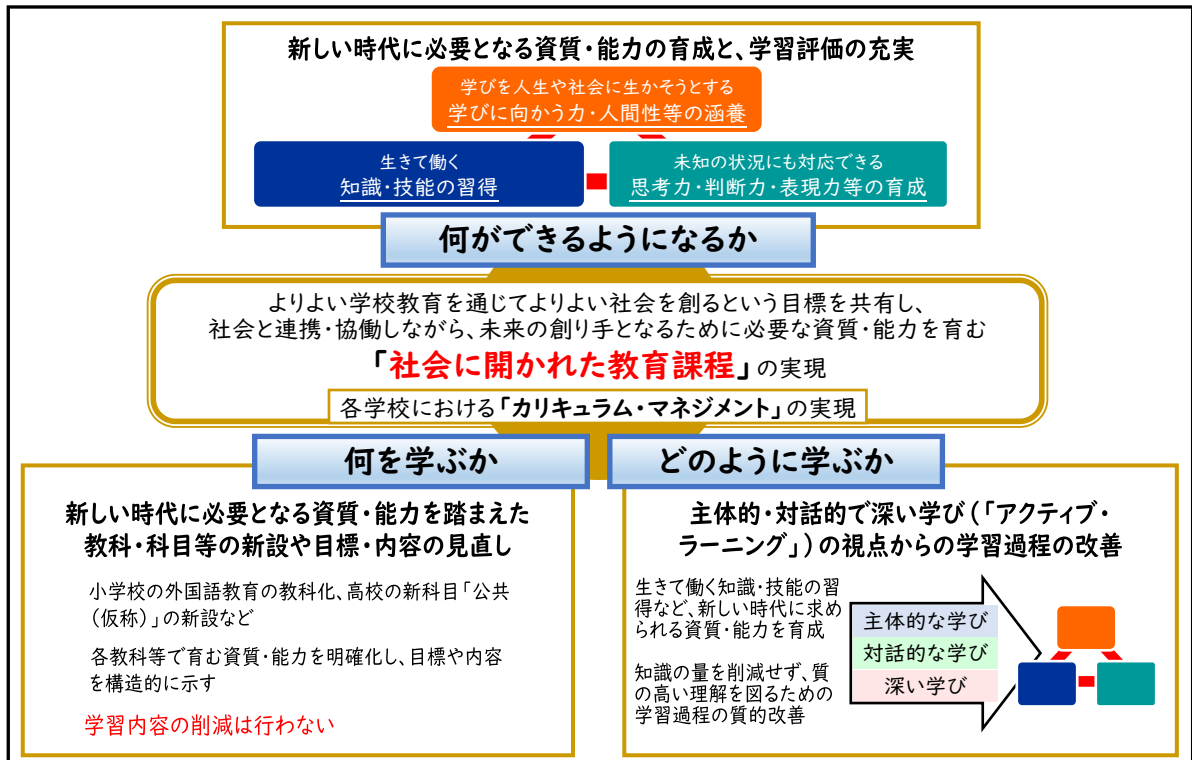 新しい時代に必要となる資質・能力の育成と、学習評価の充実
学びを人生や社会に生かそうとする
学びに向かう力・人間性等の涵養
生きて働く
知識・技能の習得
未知の状況にも対応できる
思考力・判断力・表現力等の育成
何ができるようになるか
よりよい学校教育を通じてよりよい社会を創るという目標を共有し、
社会と連携・協働しながら、未来の創り手となるために必要な資質・能力を育む
「社会に開かれた教育課程」の実現
各学校における「カリキュラム・マネジメント」の実現
何を学ぶか
新しい時代に必要となる資質・能力を踏まえた
教科・科目等の新設や目標・内容の見直し
小学校の外国語教育の教科化、高校の新科目「公共
(仮称)」の新設など
各教科等で育む資質・能力を明確化し、目標や内容
を構造的に示す
学習内容の削減は行わない
どのように学ぶか
主体的・対話的で深い学び(「アクティブ・
ラーニング」)の視点からの学習過程の改善
生きて働く知識・技能の習
得など、新しい時代に求め
られる資質・能力を育成
知識の量を削減せず、質
の高い理解を図るための
学習過程の質的改善
主体的な学び
対話的な学び
深い学び